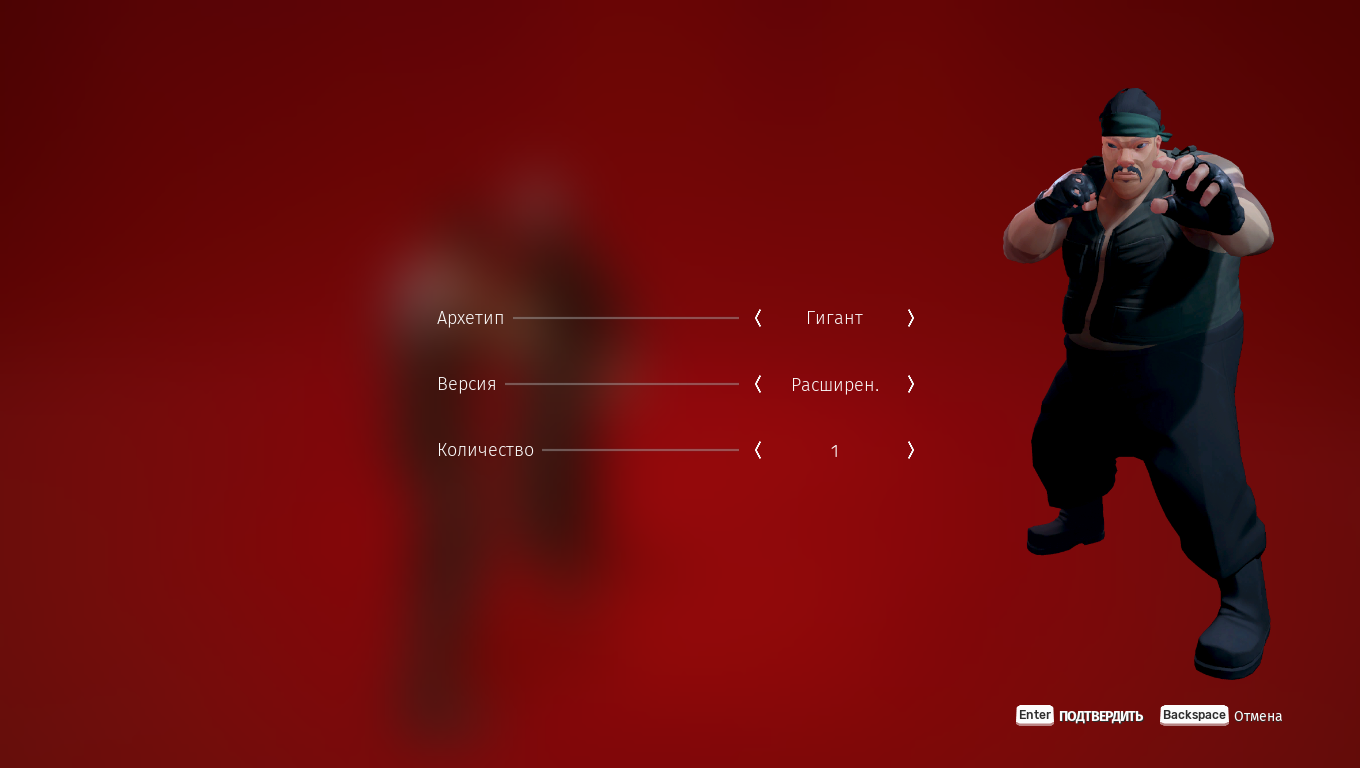 Архетип Гигант
Версия Расширен.
Количество 1
Enter ПОДТВЕРДИТЬ Backspace Отмена